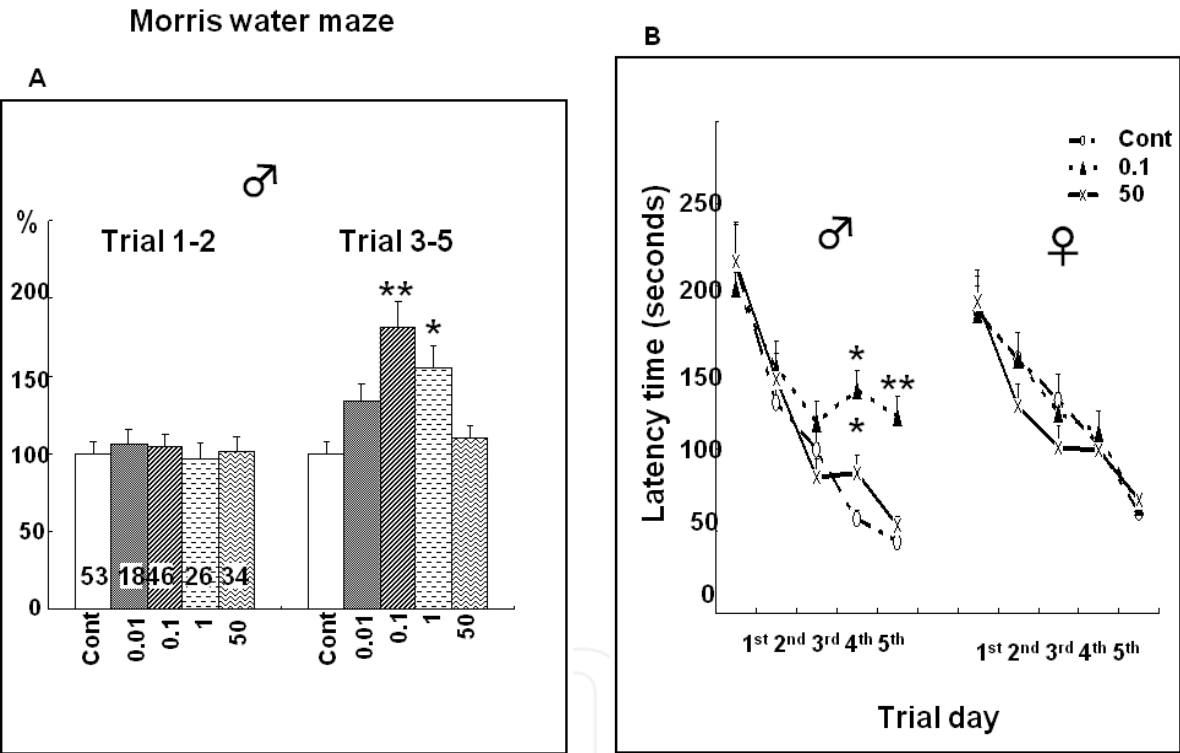 Morris water maze
A
♂
%
Trial 1-2
Trial 3-5
200
150
100
50
0
**
*
53 18 46 26 34
Cont 0.01 0.1 1 50
Cont 0.01 0.1 1 50
B
Cont
0.1
50
Latency time (seconds)
250
200
150
100
50
0
♂
♀
*
**
*
1st 2nd 3rd 4th 5th
1st 2nd 3rd 4th 5th
Trial day